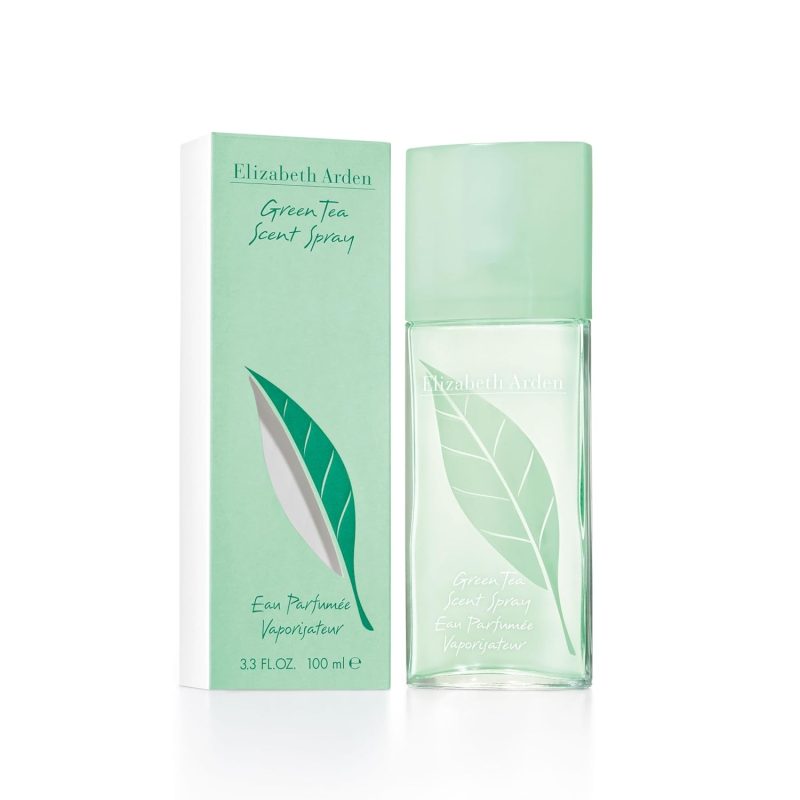 Elizabeth Arden
Green Tea
Scent Spray
Eau Parfumée
Vaporisateur
3.3 FL.OZ. 100 ml ℮
Elizabeth Arden
Green Tea
Scent Spray
Eau Parfumée
Vaporisateur